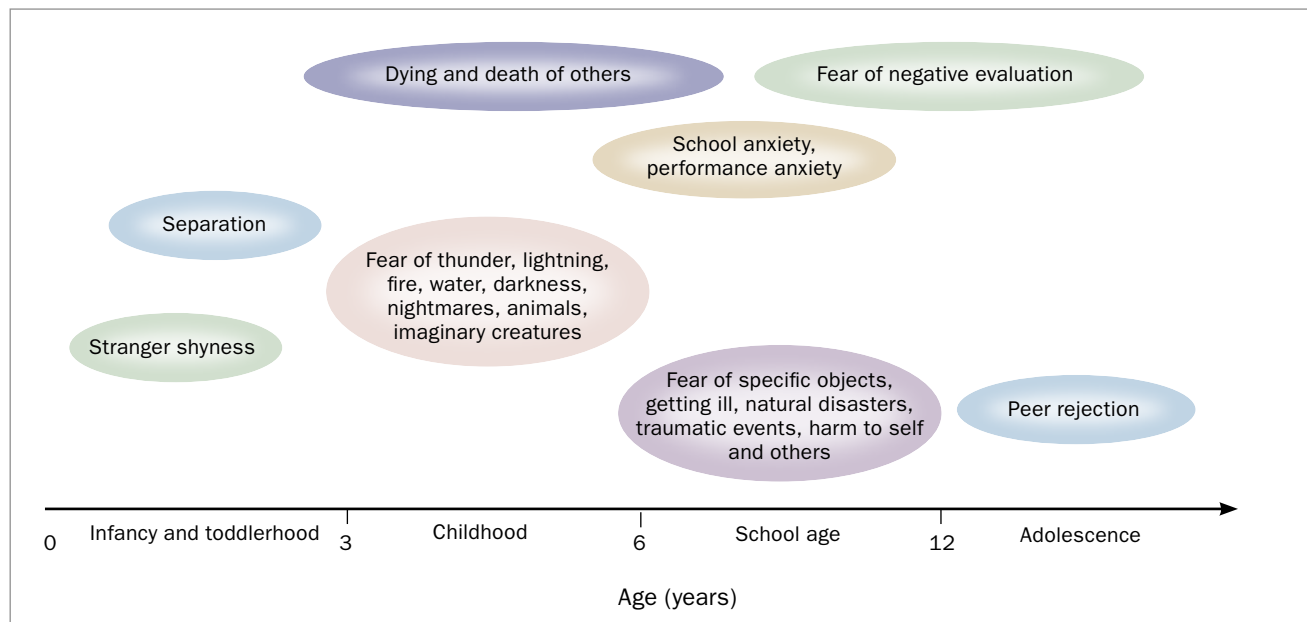 Dying and death of others
Fear of negative evaluation
School anxiety,
performance anxiety
Separation
Fear of thunder, lightning,
fire, water, darkness,
nightmares, animals,
imaginary creatures
Stranger shyness
Fear of specific objects,
getting ill, natural disasters,
traumatic events, harm to self
and others
Peer rejection
0 Infancy and toddlerhood 3 Childhood 6 School age 12 Adolescence
Age (years)